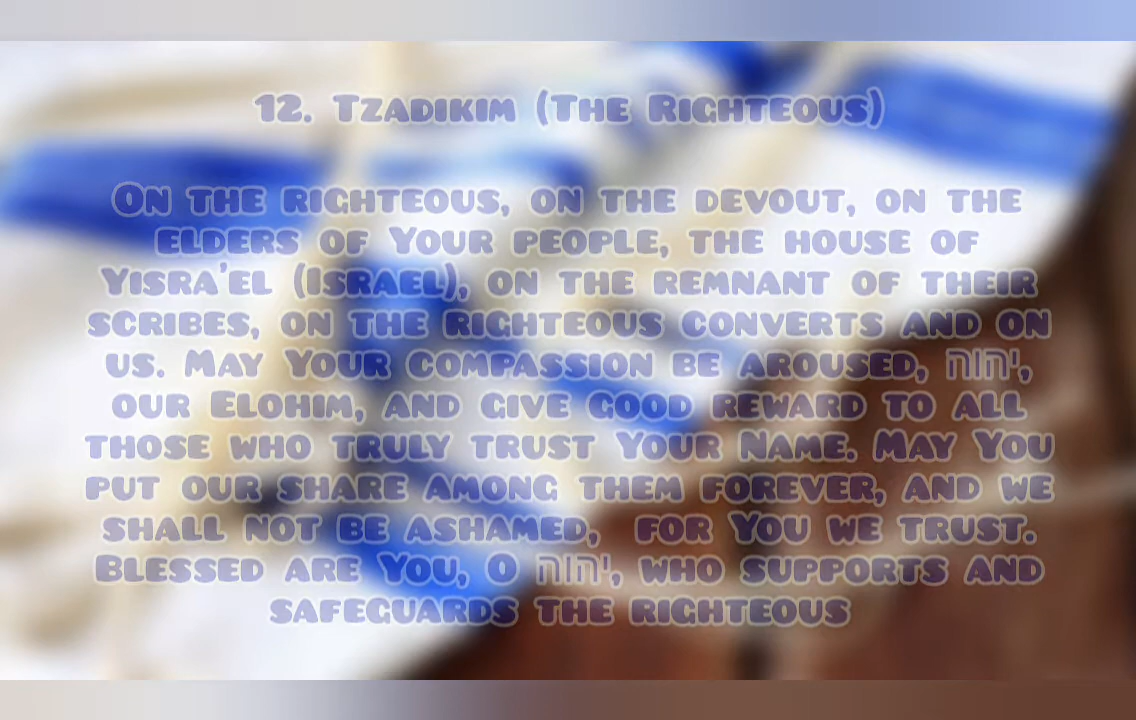 12. Tzadikim (The Righteous)
On the righteous, on the devout, on the
elders of Your people, the house of
Yisra'el (Israel), on the remnant of their
scribes, on the righteous converts and on
us. May Your compassion be aroused, יהוה,
our Elohim, and give good reward to all
those who truly trust Your Name. May You
put our share among them forever, and we
shall not be ashamed, for You we trust.
Blessed are You, O יהוה, who supports and
safeguards the righteous